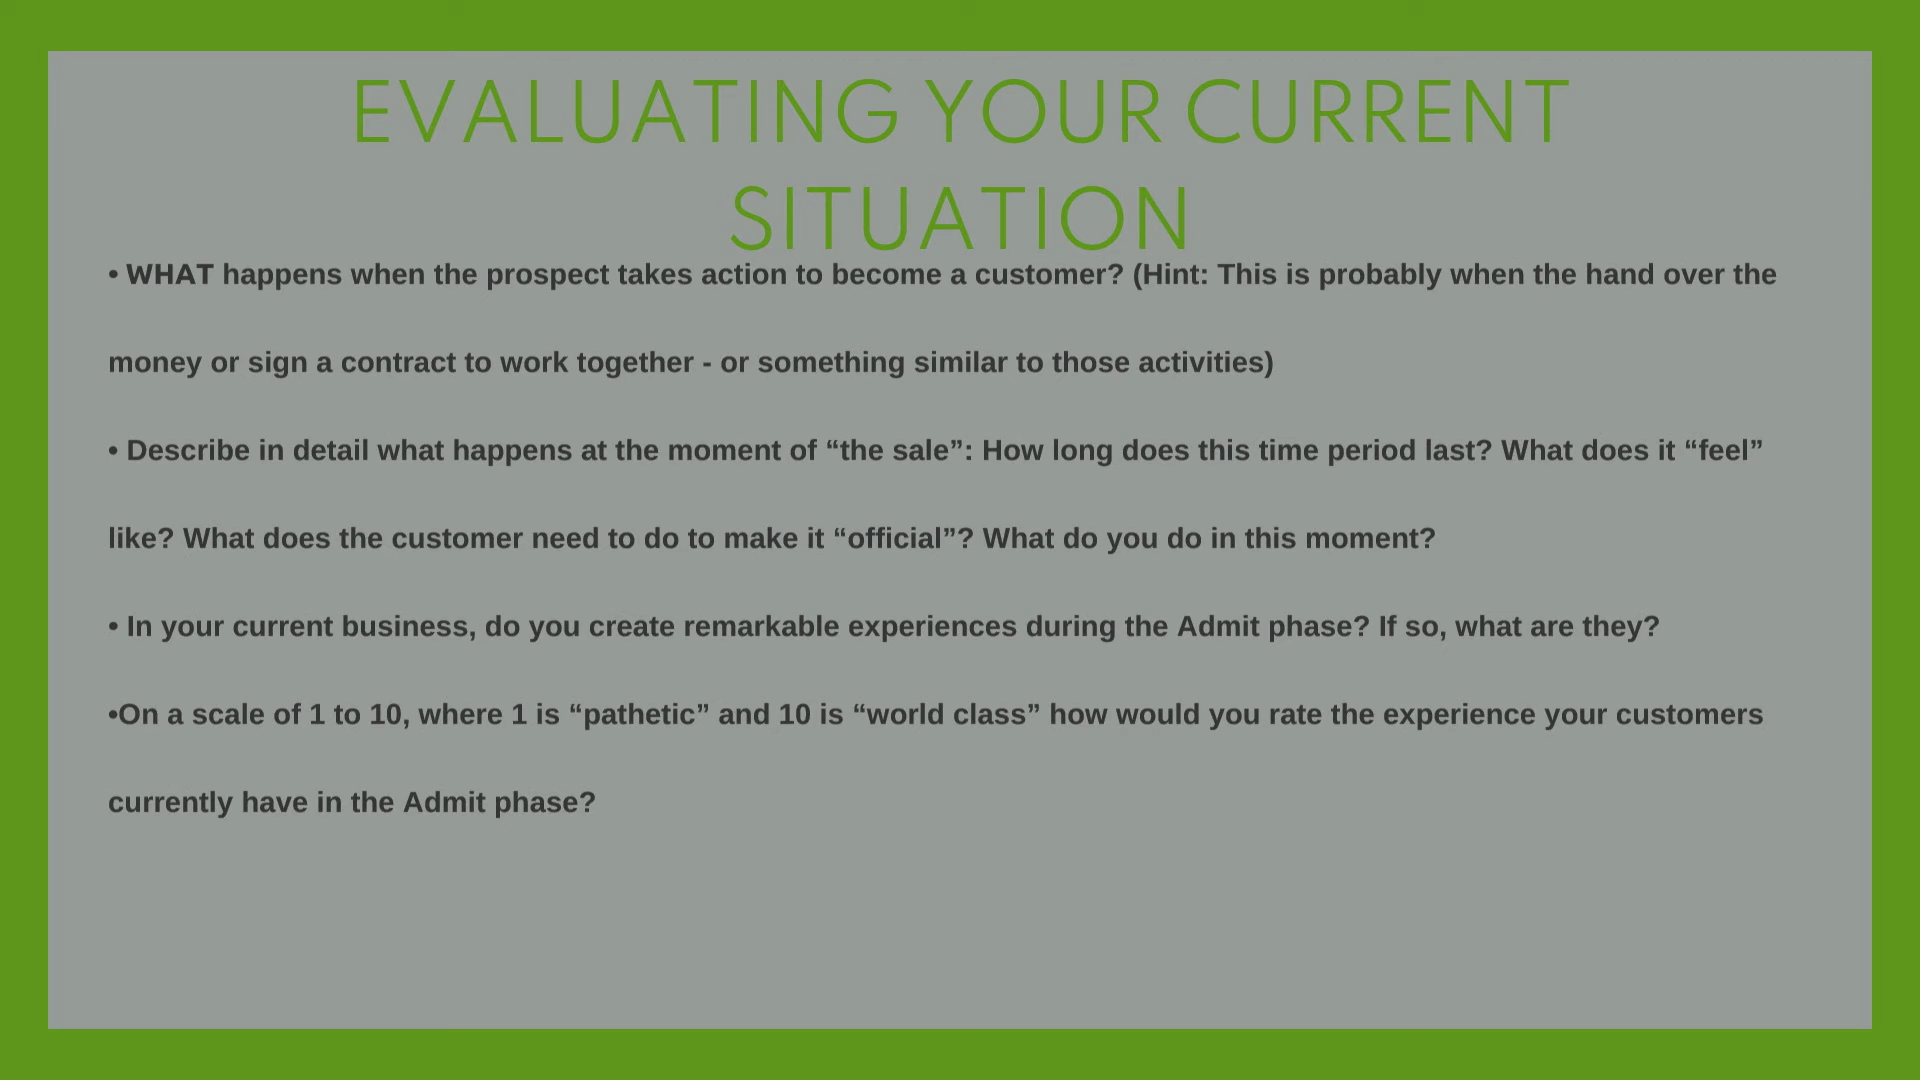 EVALUATING YOUR CURRENT
SITUATION
• WHAT happens when the prospect takes action to become a customer? (Hint: This is probably when the hand over the
money or sign a contract to work together - or something similar to those activities)
• Describe in detail what happens at the moment of “the sale”: How long does this time period last? What does it “feel”
like? What does the customer need to do to make it “official”? What do you do in this moment?
• In your current business, do you create remarkable experiences during the Admit phase? If so, what are they?
•On a scale of 1 to 10, where 1 is “pathetic” and 10 is “world class” how would you rate the experience your customers
currently have in the Admit phase?